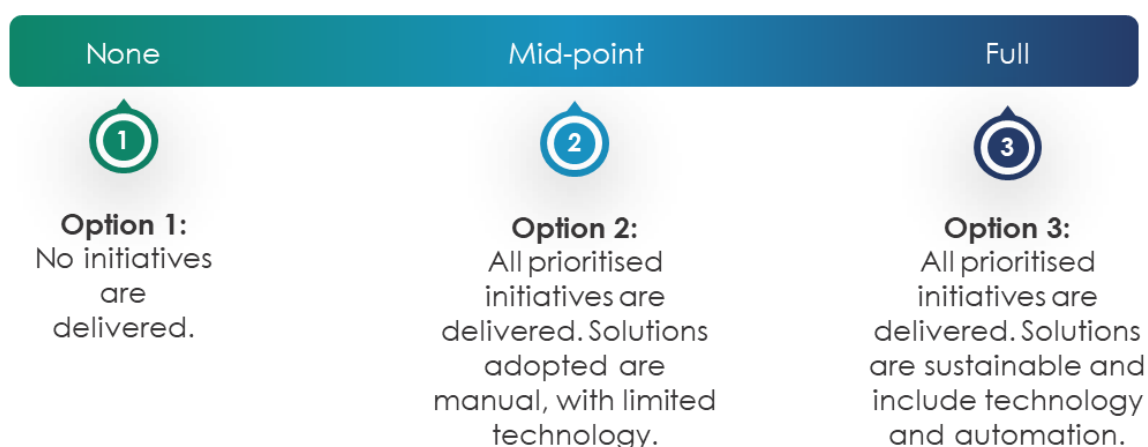 None
Mid-point
Full
1
2
3
Option 1:
No initiatives
are
delivered.
Option 2:
All prioritised
initiatives are
delivered. Solutions
adopted are
manual, with limited
technology.
Option 3:
All prioritised
initiatives are
delivered. Solutions
are sustainable and
include technology
and automation.